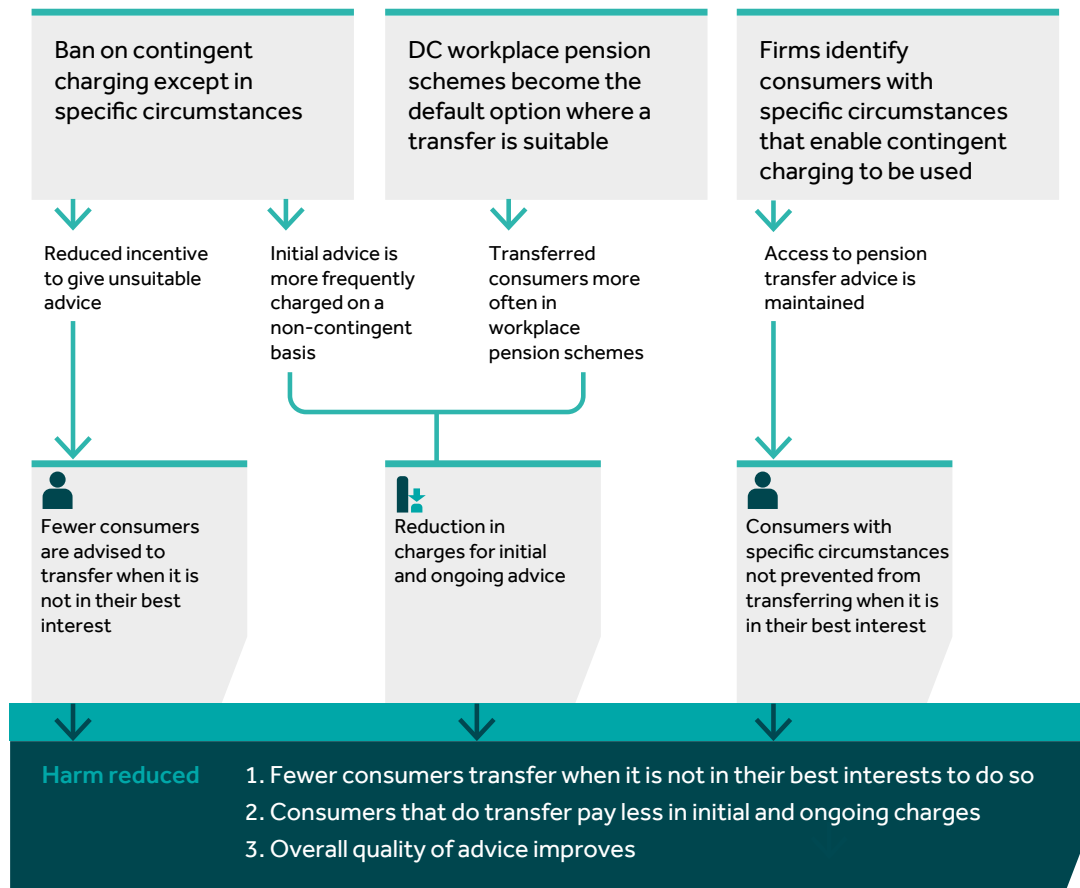 Ban on contingent
charging except in
specific circumstances
DC workplace pension
schemes become the
default option where a
transfer is suitable
Firms identify
consumers with
specific circumstances
that enable contingent
charging to be used
Reduced incentive
to give unsuitable
advice
Initial advice is
more frequently
charged on a
non-contingent
basis
Transferred
consumers more
often in
workplace
pension schemes
Access to pension
transfer advice is
maintained
Fewer consumers
are advised to
transfer when it is
not in their best
interest
Reduction in
charges for initial
and ongoing advice
Consumers with
specific circumstances
not prevented from
transferring when it is
in their best interest
Harm reduced
1. Fewer consumers transfer when it is not in their best interests to do so
2. Consumers that do transfer pay less in initial and ongoing charges
3. Overall quality of advice improves